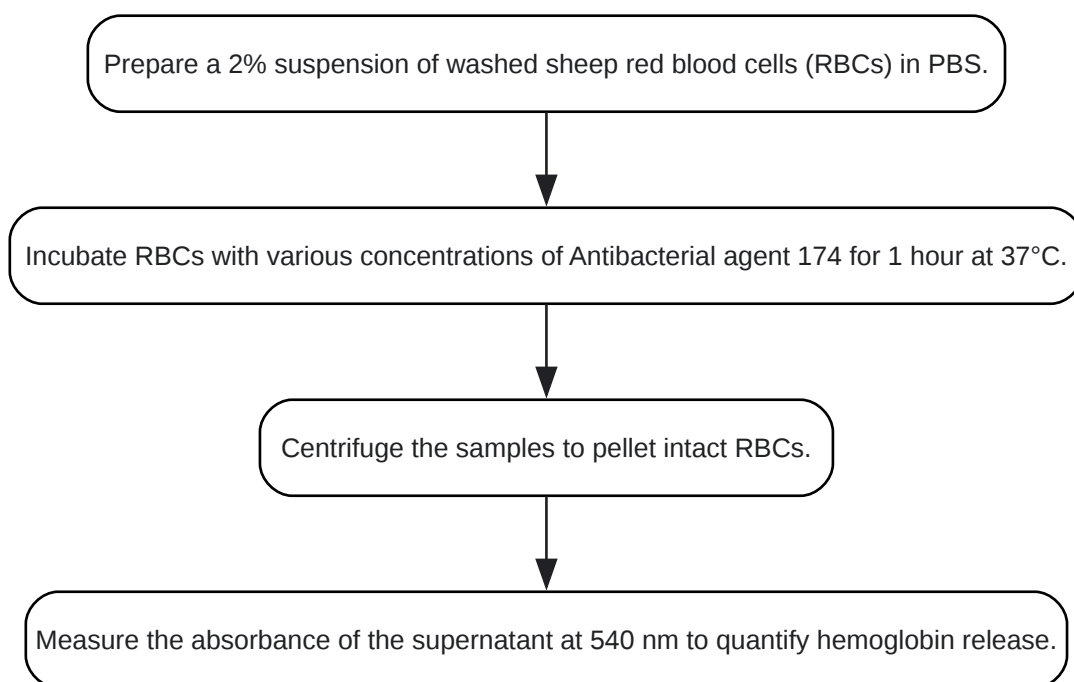 Prepare a 2% suspension of washed sheep red blood cells (RBCs) in PBS.
Incubate RBCs with various concentrations of Antibacterial agent 174 for 1 hour at 37°C.
Centrifuge the samples to pellet intact RBCs.
Measure the absorbance of the supernatant at 540 nm to quantify hemoglobin release.